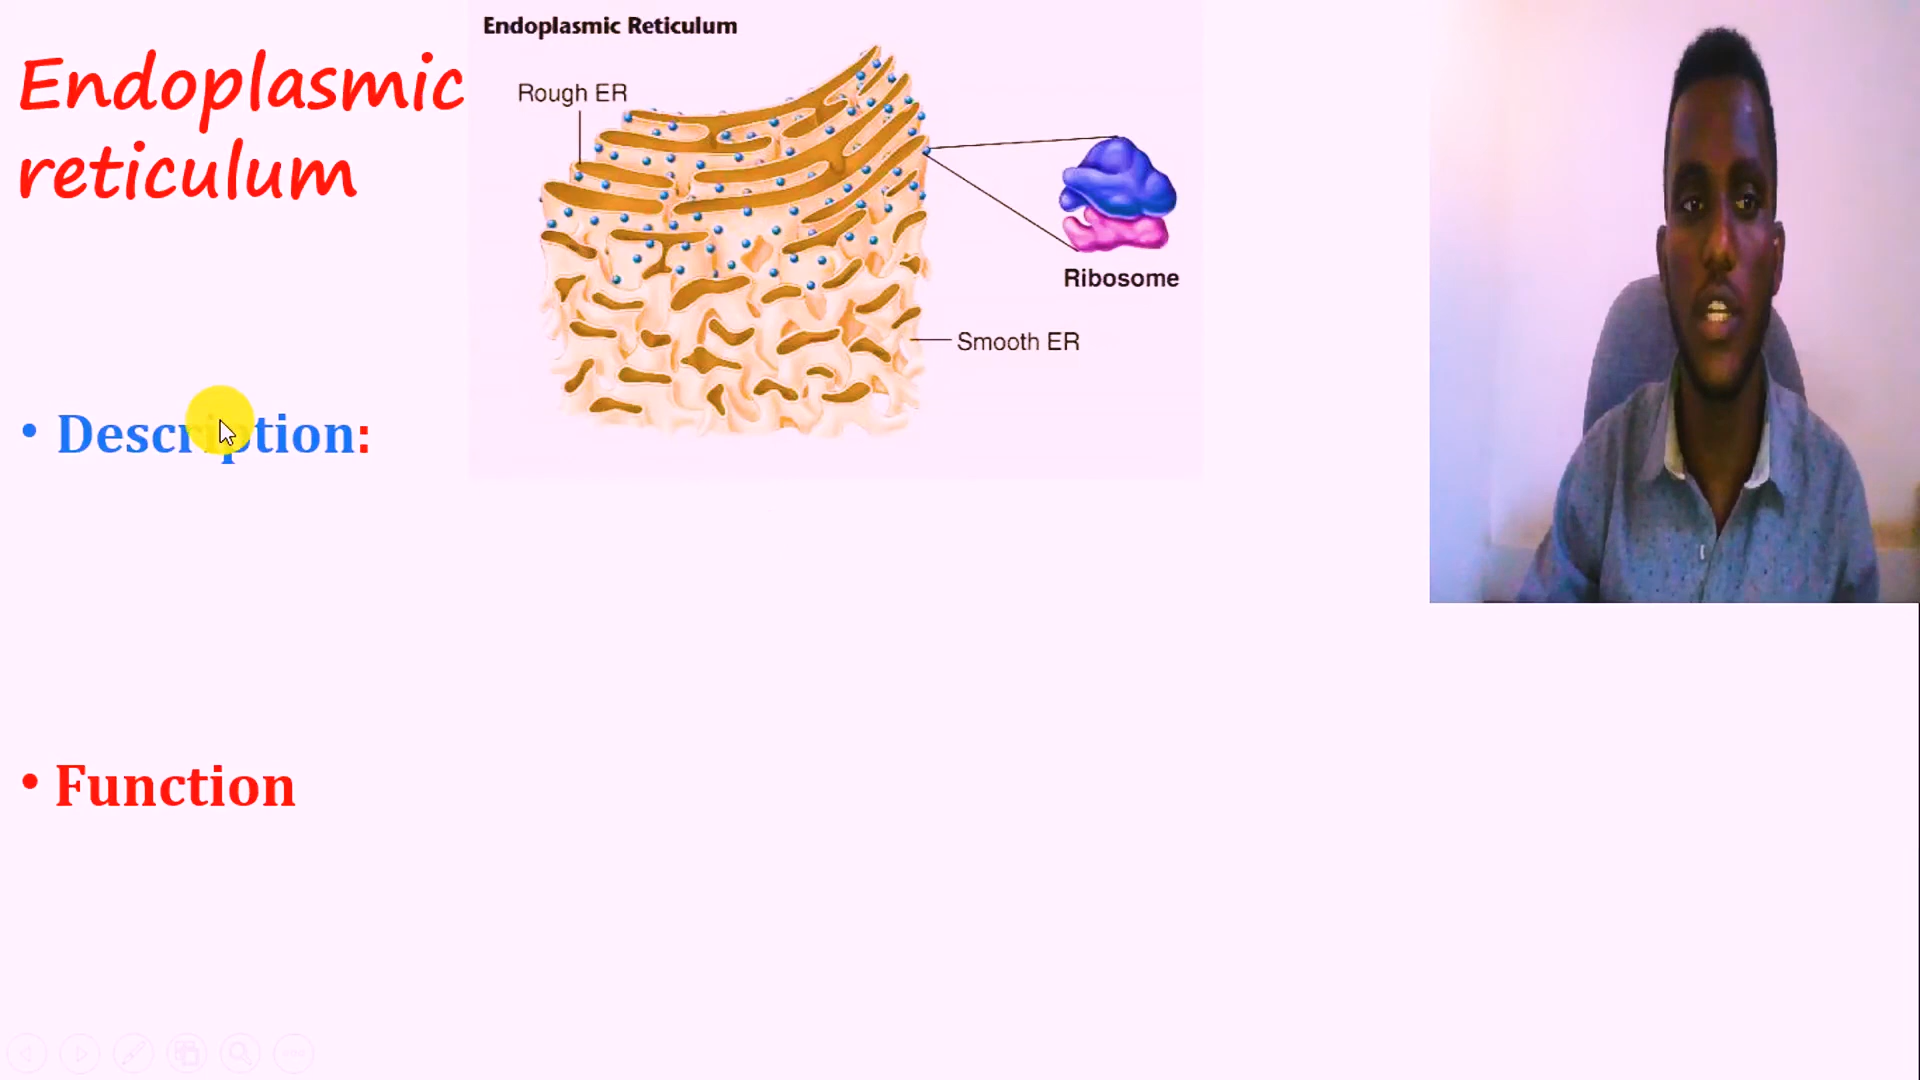 Endoplasmic
reticulum
Endoplasmic Reticulum
Rough ER
Ribosome
Smooth ER
• Description:
• Function